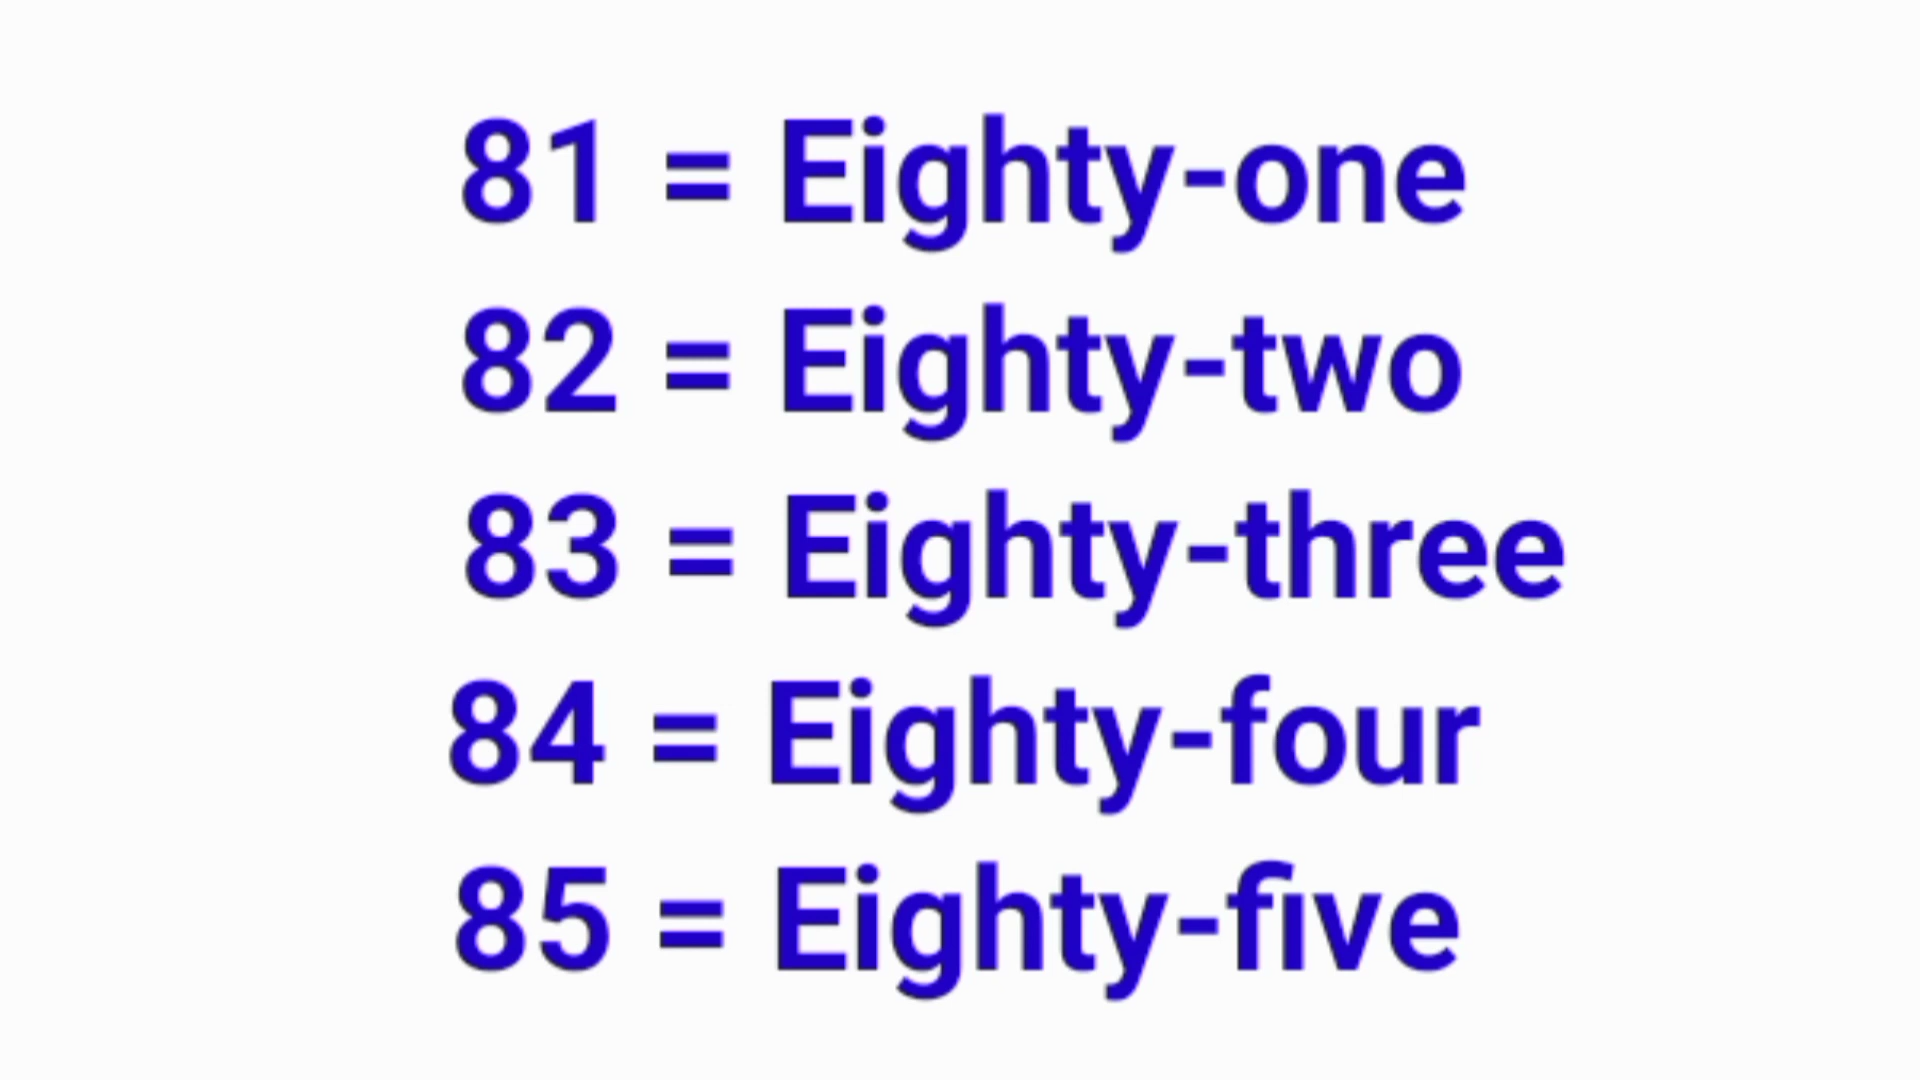 81 = Eighty-one
82 = Eighty-two
83 = Eighty-three
84 = Eighty-four
85 = Eighty-five